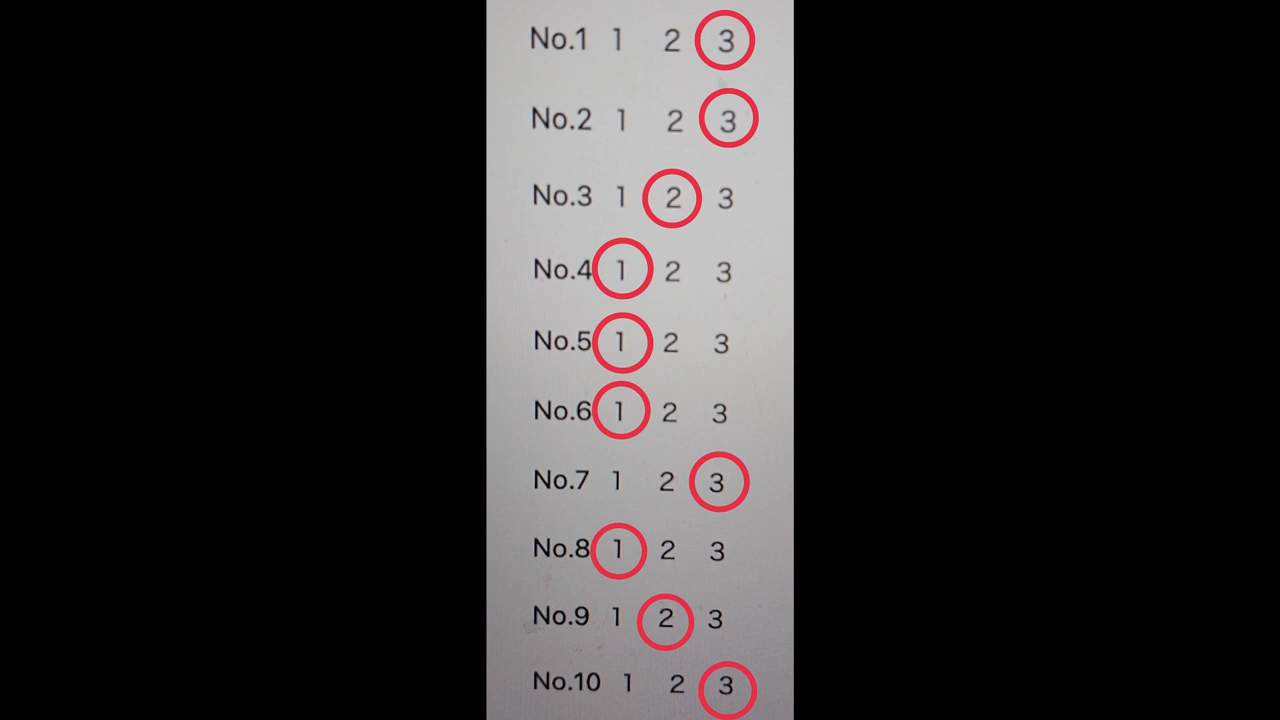 No.1 1 2 3
No.2 1 2 3
No.3 1 2 3
No.4 1 2 3
No.5 1 2 3
No.6 1 2 3
No.7 1 2 3
No.8 1 2 3
No.9 1 2 3
No.10 1 2 3